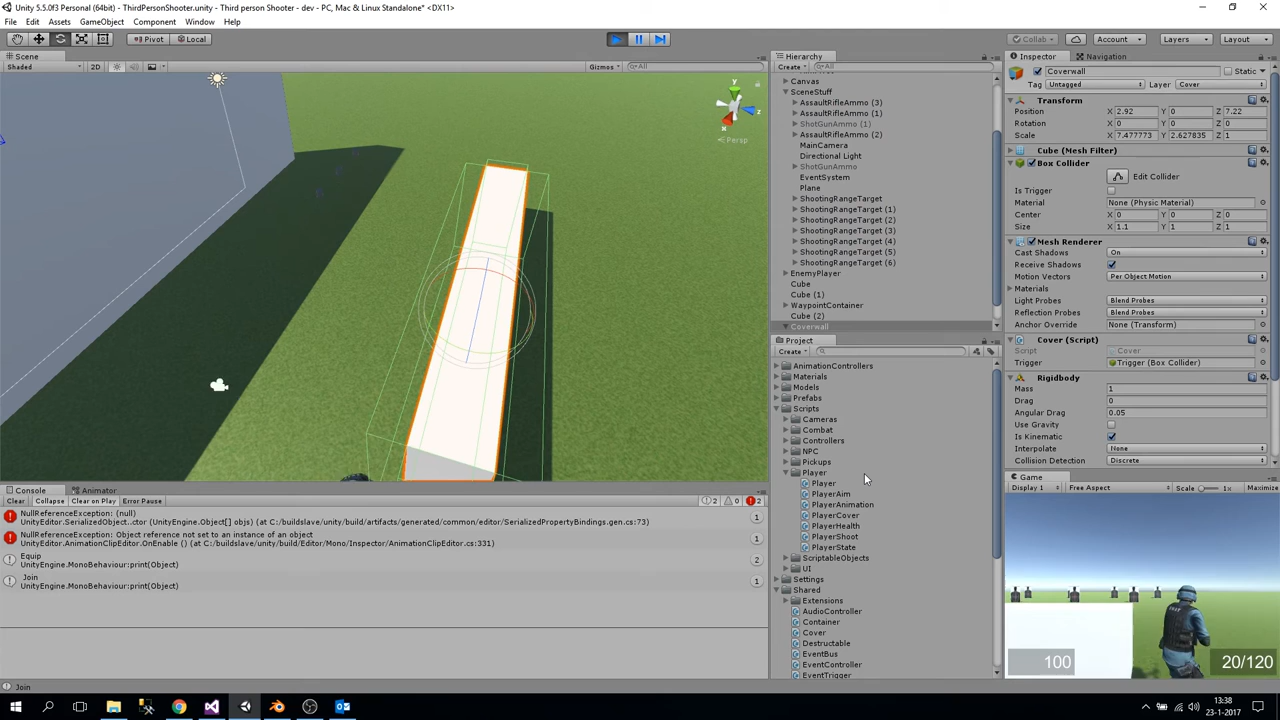 Unity 5.5.0f3 Personal (64bit) - ThirdPersonShooter.unity - Third person Shooter - dev - PC, Mac & Linux Standalone* <DX11>
File Edit Assets GameObject Component Window Help
Pivot Local Collab Account Layers Layout
Scene
Shaded 2D Gizmos All
y
x
z
Persp
Hierarchy
Create All
Canvas
SceneStuff
AssaultRifleAmmo (3)
AssaultRifleAmmo (1)
ShotGunAmmo (1)
AssaultRifleAmmo (2)
MainCamera
Directional Light
ShotGunAmmo
EventSystem
Plane
ShootingRangeTarget
ShootingRangeTarget (1)
ShootingRangeTarget (2)
ShootingRangeTarget (3)
ShootingRangeTarget (4)
ShootingRangeTarget (5)
ShootingRangeTarget (6)
EnemyPlayer
Cube
Cube (1)
WaypointContainer
Cube (2)
Coverwall
Project
Create
AnimationControllers
Materials
Models
Prefabs
Scripts
Cameras
Combat
Controllers
NPC
Pickups
Player
Player
PlayerAim
PlayerAnimation
PlayerCover
PlayerHealth
PlayerShoot
PlayerState
ScriptableObjects
UI
Settings
Shared
Extensions
AudioController
Container
Cover
Destructable
EventBus
EventController
EventTrigger
Inspector Navigation
Coverwall Static
Tag Untagged Layer Cover
Transform
Position X 2.92 Y 0 Z 7.22
Rotation X 0 Y 0 Z 0
Scale X 7.477773 Y 2.627835 Z 1
Cube (Mesh Filter)
Box Collider
Edit Collider
Is Trigger
Material None (Physic Material)
Center X 0 Y 0 Z 0
Size X 1.1 Y 1 Z 1
Mesh Renderer
Cast Shadows On
Receive Shadows
Motion Vectors Per Object Motion
Materials
Light Probes Blend Probes
Reflection Probes Blend Probes
Anchor Override None (Transform)
Cover (Script)
Script Cover
Trigger Trigger (Box Collider)
Rigidbody
Mass 1
Drag 0
Angular Drag 0.05
Use Gravity
Is Kinematic
Interpolate None
Collision Detection Discrete
Game
Display 1 Free Aspect Scale 1x Maximize
100 20/120
Console Animator
Clear Collapse Clear on Play Error Pause 2 0 2
NullReferenceException: (null)
UnityEditor.SerializedObject..ctor (UnityEngine.Object[] objs) (at C:/buildslave/unity/build/artifacts/generated/common/editor/SerializedPropertyBindings.gen.cs:73) 1
NullReferenceException: Object reference not set to an instance of an object
UnityEditor.AnimationClipEditor.OnEnable () (at C:/buildslave/unity/build/Editor/Mono/Inspector/AnimationClipEditor.cs:331) 1
Equip
UnityEngine.MonoBehaviour:print(Object) 2
Join
UnityEngine.MonoBehaviour:print(Object) 1
Join
13:38
23-1-2017